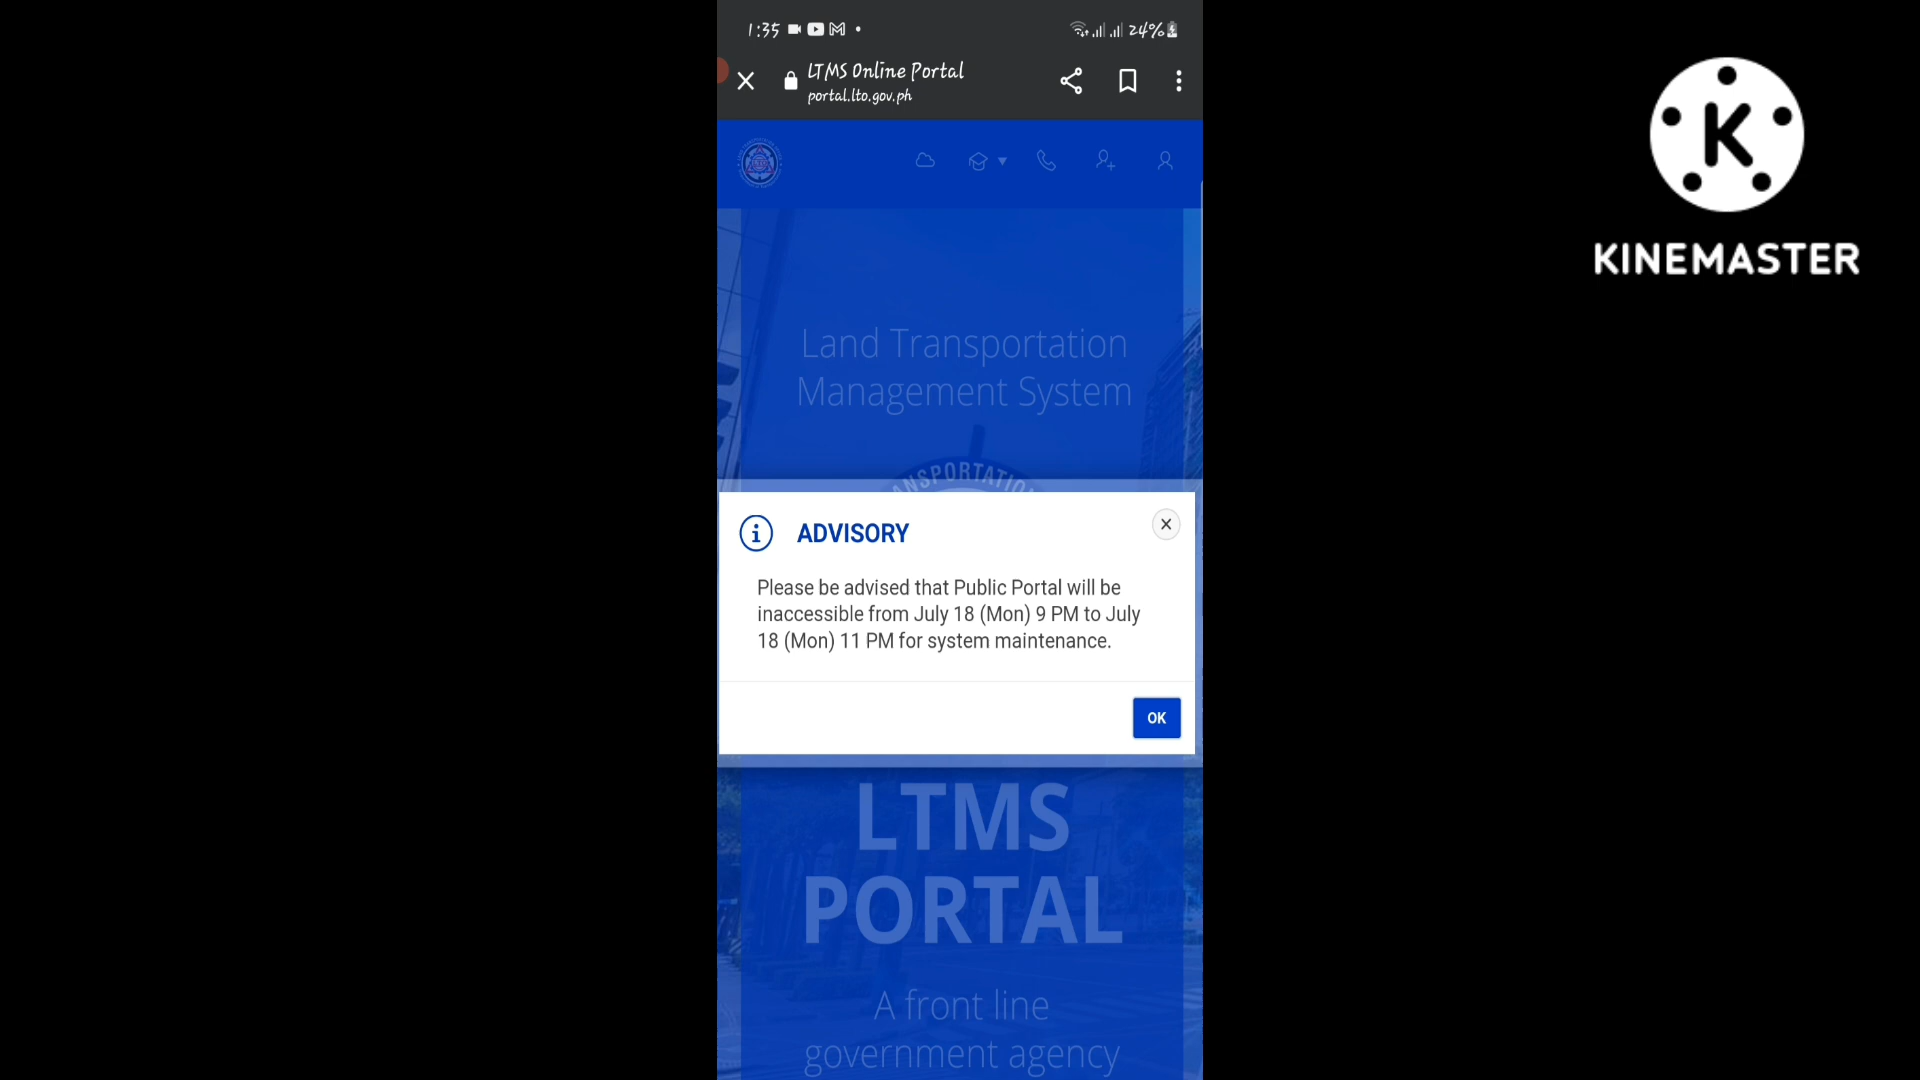 1:35
24%
LTMS Online Portal
portal.lto.gov.ph
K
KINEMASTER
Land Transportation
Management System
ANSPORTATIO
ADVISORY
Please be advised that Public Portal will be
inaccessible from July 18 (Mon) 9 PM to July
18 (Mon) 11 PM for system maintenance.
OK
LTMS
PORTAL
A front line
government agency